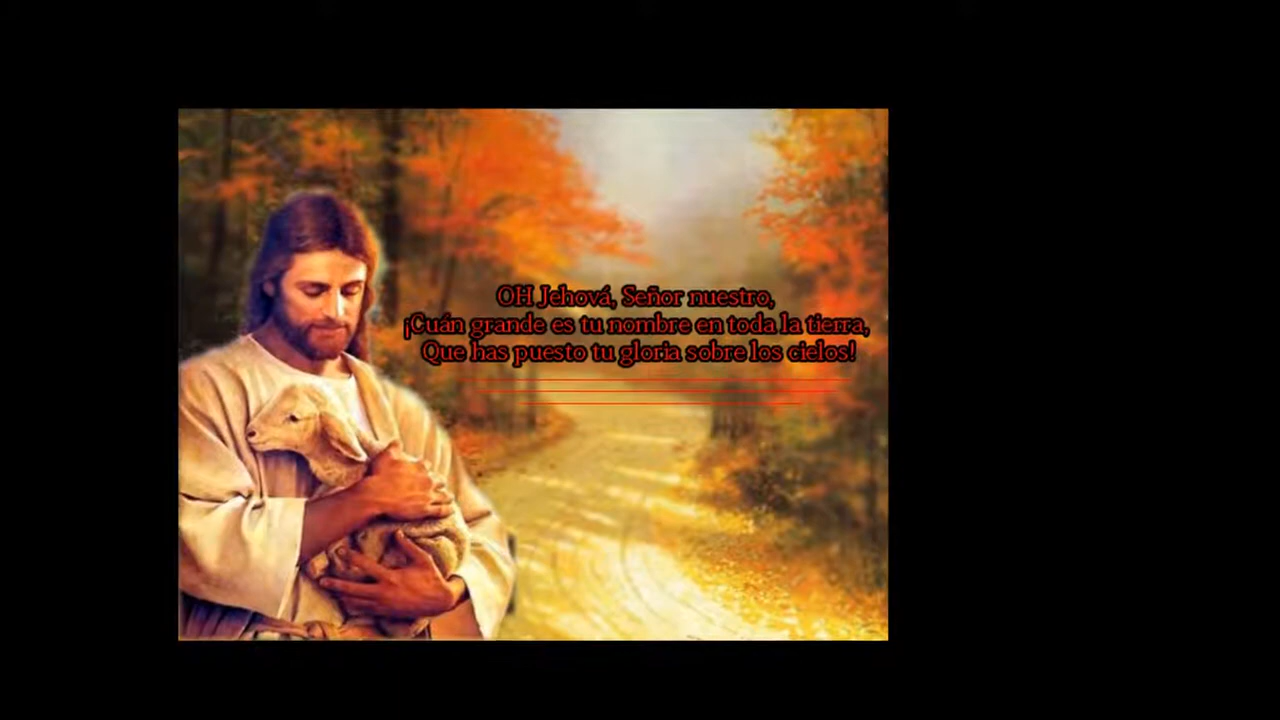 OH Jehová, Señor nuestro,
¡Cuán grande es tu nombre en toda la tierra,
Que has puesto tu gloria sobre los cielos!